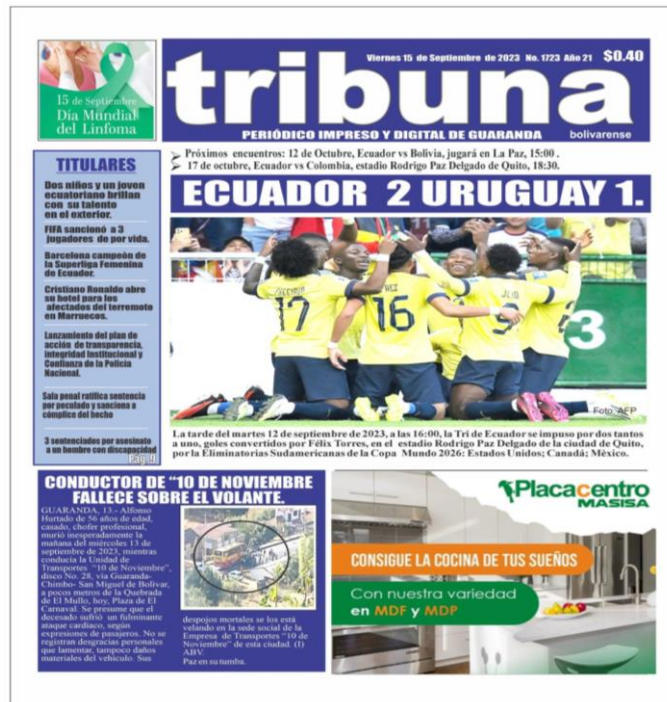 15 de Septiembre
Día Mundial
del Linfoma
Viernes 15 de Septiembre de 2023 No. 1723 Año 21 $0.40
tribuna
PERIÓDICO IMPRESO Y DIGITAL DE GUARANDA bolivarense
TITULARES
Dos niños y un joven
ecuatoriano brillan
con su talento
en el exterior.
FIFA sancionó a 3
jugadores de por vida.
Barcelona campeón de
la Superliga Femenina
de Ecuador.
Cristiano Ronaldo abre
su hotel para los
afectados del terremoto
en Marruecos.
Lanzamiento del plan de
acción de transparencia,
integridad Institucional y
Confianza de la Policía
Nacional.
Sala penal ratifica sentencia
por peculado y sanciona a
cómplice del hecho
3 sentenciados por asesinato
a un hombre con discapacidad
Próximos encuentros: 12 de Octubre, Ecuador vs Bolivia, jugará en La Paz, 15:00 .
17 de octubre, Ecuador vs Colombia, estadio Rodrigo Paz Delgado de Quito, 18:30.
ECUADOR 2 URUGUAY 1.
17
16
3
Foto: AFP
La tarde del martes 12 de septiembre de 2023, a las 16:00, la Tri de Ecuador se impuso por dos tantos
a uno, goles convertidos por Félix Torres, en el estadio Rodrigo Paz Delgado de la ciudad de Quito,
por la Eliminatorias Sudamericanas de la Copa Mundo 2026: Estados Unidos; Canadá; Mèxico.
CONDUCTOR DE “10 DE NOVIEMBRE
FALLECE SOBRE EL VOLANTE.
GUARANDA, 13.- Alfonso
Hurtado de 56 años de edad,
casado, chofer profesional,
murió inesperadamente la
mañana del miércoles 13 de
septiembre de 2023, mientras
conducía la Unidad de
Transportes “10 de Noviembre”,
disco No. 28, vía Guaranda-
Chimbo- San Miguel de Bolívar,
a pocos metros de la Quebrada
de El Mullo, hoy, Plaza de El
Carnaval. Se presume que el
decesado sufrió un fulminante
ataque cardiaco, según
expresiones de pasajeros. No se
registran desgracias personales
que lamentar, tampoco daños
materiales del vehículo. Sus
despojos mortales se los está
velando en la sede social de la
Empresa de Transportes “10 de
Noviembre” de esta ciudad. (I)
ABV.
Paz en su tumba.
Placacentro
MASISA
CONSIGUE LA COCINA DE TUS SUEÑOS
Con nuestra variedad
en MDF y MDP